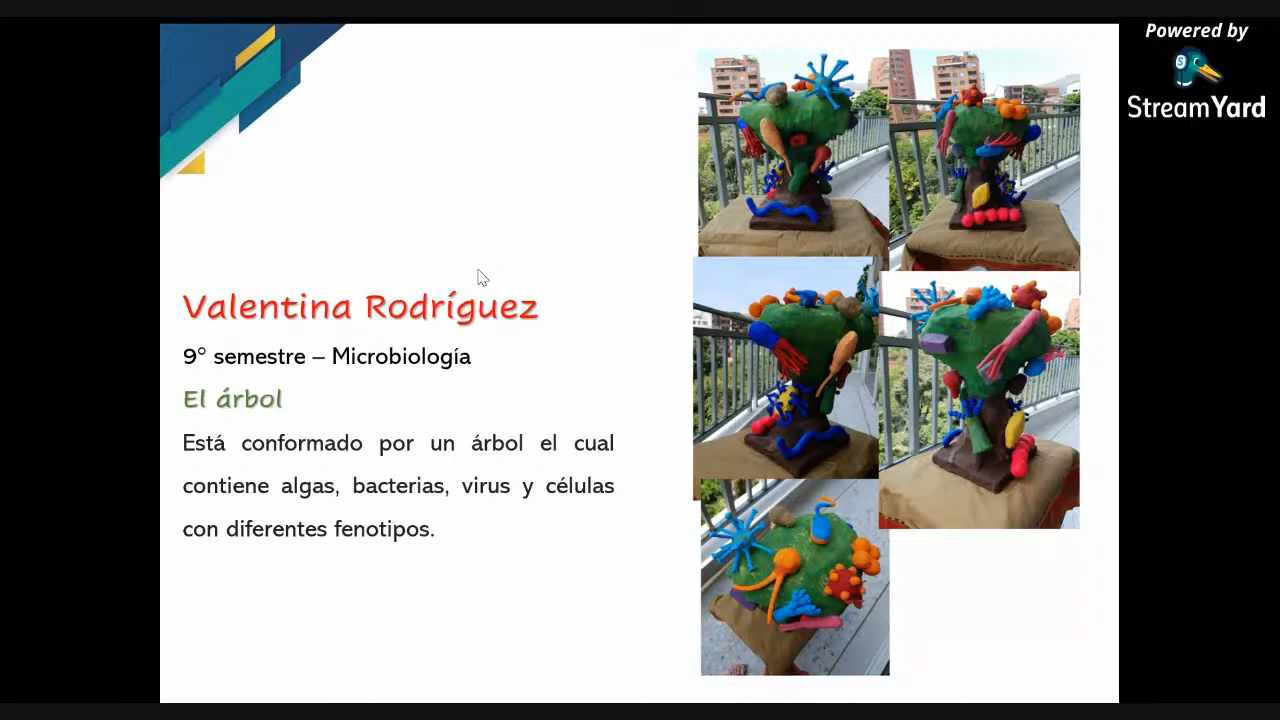 Powered by
StreamYard
Valentina Rodríguez
9° semestre – Microbiología
El árbol
Está conformado por un árbol el cual
contiene algas, bacterias, virus y células
con diferentes fenotipos.